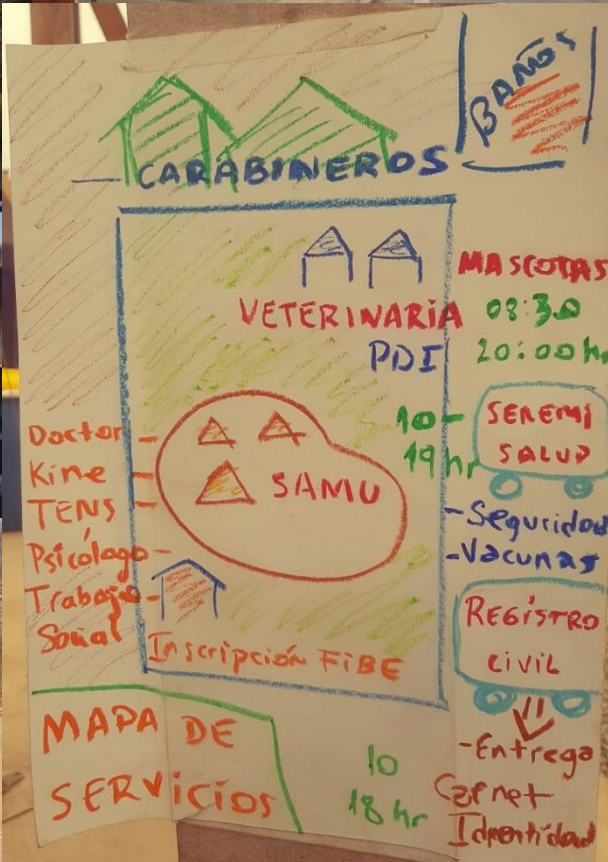 BAÑOS
CARABINEROS
MASCOTAS
VETERINARIA 08:30
PDI 20:00 hr
10-
19 hr
SEREMI
SALUD
SAMU
Doctor
Kine
TENS
Psicólogo
Trabajo
Social
- Seguridad
- Vacunas
Inscripción FIBE
REGISTRO
CIVIL
MAPA DE
SERVICIOS
10
18 hr
- Entrega
Carnet
Identidad